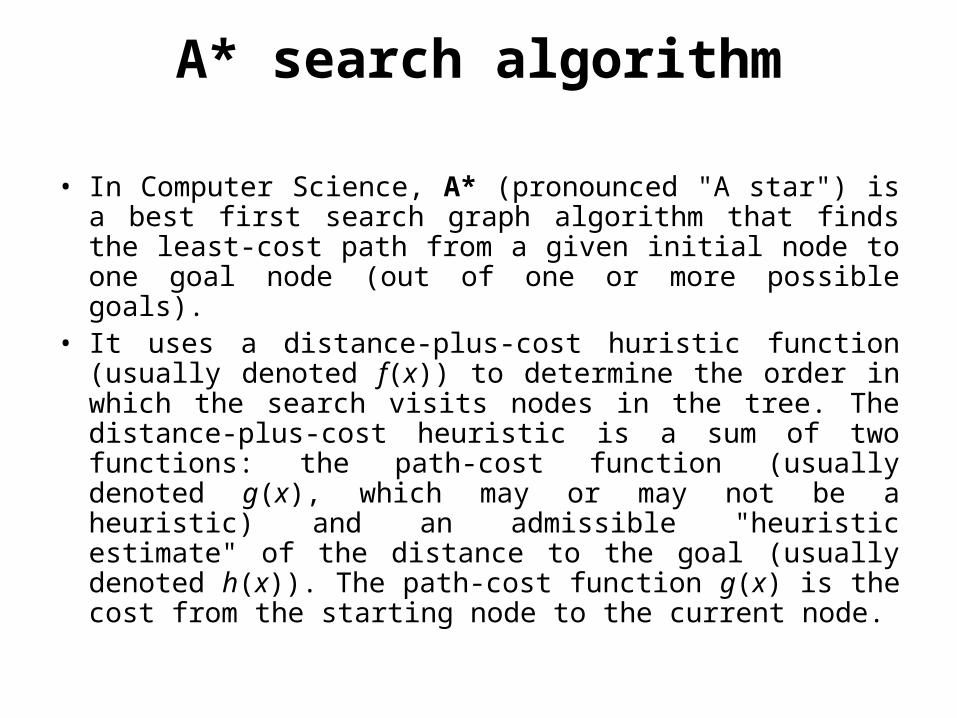 A* search algorithm
• In Computer Science, A* (pronounced "A star") is
a best first search graph algorithm that finds
the least-cost path from a given initial node to
one goal node (out of one or more possible
goals).
• It uses a distance-plus-cost huristic function
(usually denoted f(x)) to determine the order in
which the search visits nodes in the tree. The
distance-plus-cost heuristic is a sum of two
functions: the path-cost function (usually
denoted g(x), which may or may not be a
heuristic) and an admissible "heuristic
estimate" of the distance to the goal (usually
denoted h(x)). The path-cost function g(x) is the
cost from the starting node to the current node.